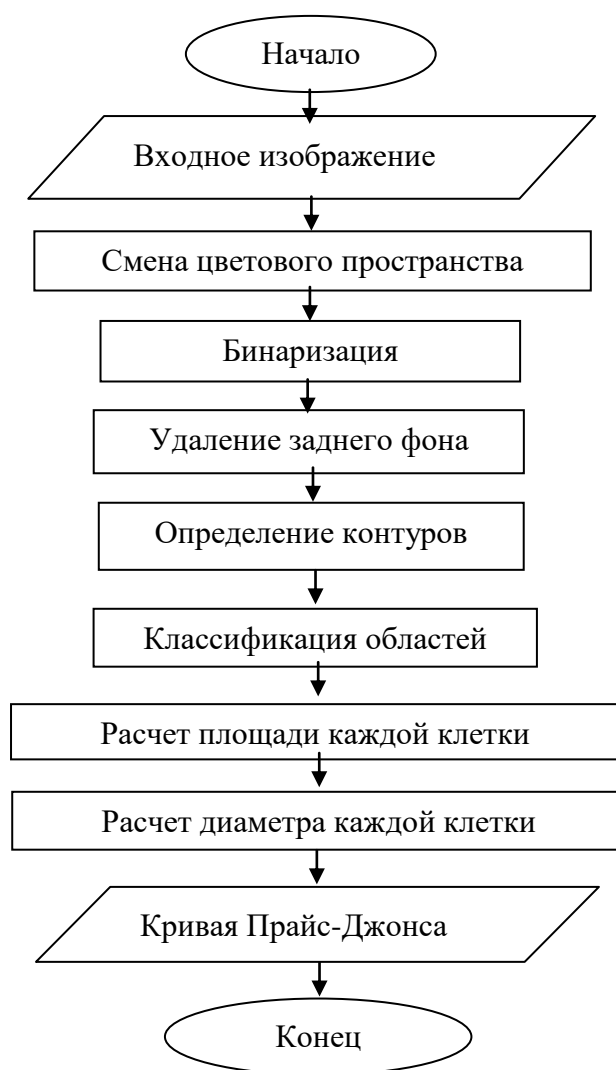 Начало
Входное изображение
Смена цветового пространства
Бинаризация
Удаление заднего фона
Определение контуров
Классификация областей
Расчет площади каждой клетки
Расчет диаметра каждой клетки
Кривая Прайс-Джонса
Конец